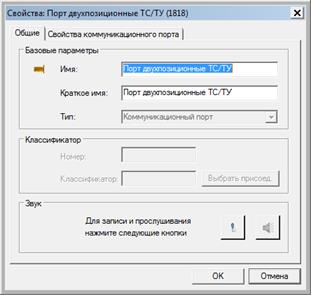 Свойства: Порт двухпозиционные ТС/ТУ (1818)
Общие Свойства коммуникационного порта
Базовые параметры
Имя: Порт двухпозиционные ТС/ТУ
Краткое имя: Порт двухпозиционные ТС/ТУ
Тип: Коммуникационный порт
Классификатор
Номер:
Классификатор: Выбрать присоед.
Звук
Для записи и прослушивания
нажмите следующие кнопки
OK Отмена